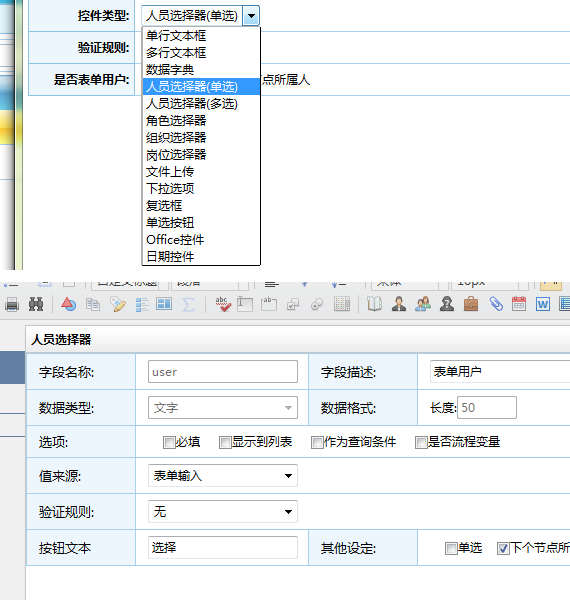 控件类型: 人员选择器(单选)
单行文本框
验证规则: 多行文本框
数据字典
是否表单用户: 人员选择器(单选) 点所属人
人员选择器(多选)
角色选择器
组织选择器
岗位选择器
文件上传
下拉选项
复选框
单选按钮
Office控件
日期控件
人员选择器
字段名称: user 字段描述: 表单用户
数据类型: 文字 数据格式: 长度: 50
选项: 必填 显示到列表 作为查询条件 是否流程变量
值来源: 表单输入
验证规则: 无
按钮文本 选择 其他设定: 单选 下个节点所